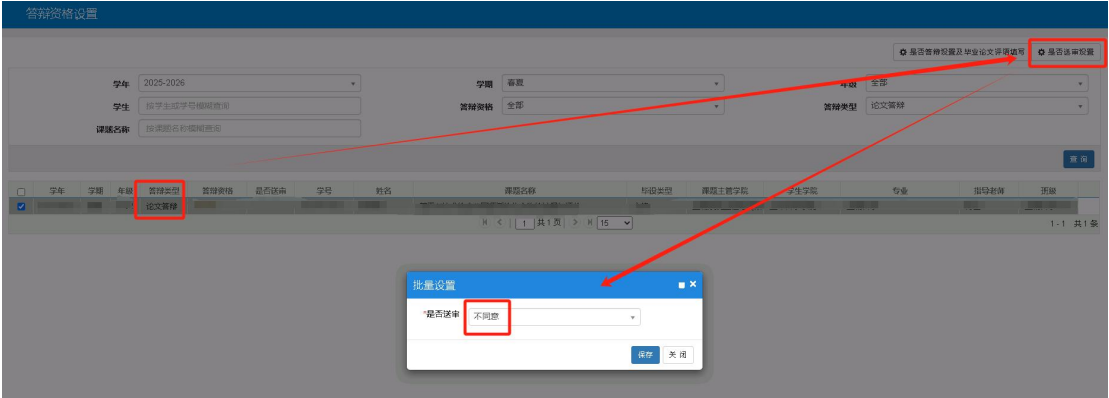 答辩资格设置
是否答辩设置及毕业论文评语填写 是否送审设置
学年 2025-2026 学期 春夏 年级 全部
学生 按学生或学号模糊查询 答辩资格 全部 答辩类型 论文答辩
课题名称 按课题名称模糊查询
查 询
学年 学期 年级 答辩类型 答辩资格 是否送审 学号 姓名 课题名称 毕设类型 课题主管学院 学生学院 专业 指导老师 班级
论文答辩
1 共1页 15 1 - 1 共1条
批量设置
*是否送审 不同意
保存 关 闭